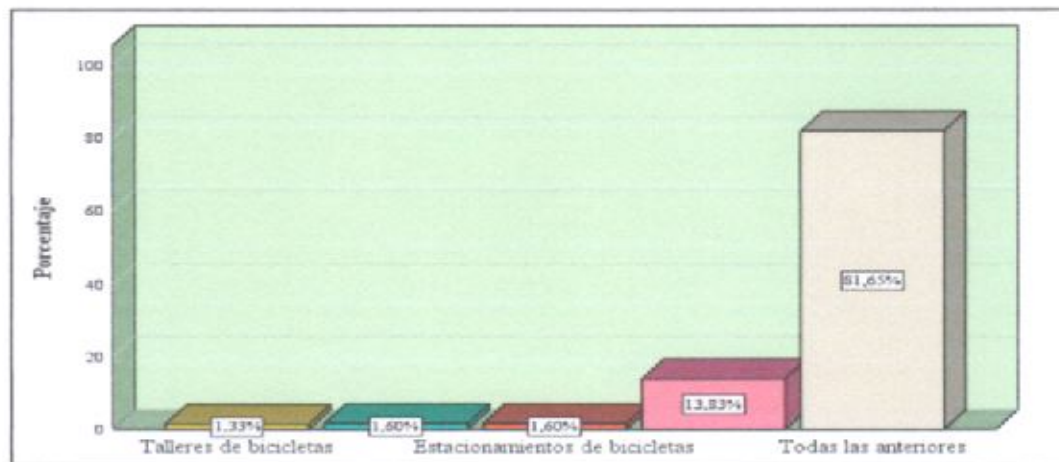 Porcentaje
100
80
60
40
20
0
1,33%
1,60%
1,60%
13,83%
81,65%
Talleres de bicicletas
Estacionamientos de bicicletas
Todas las anteriores